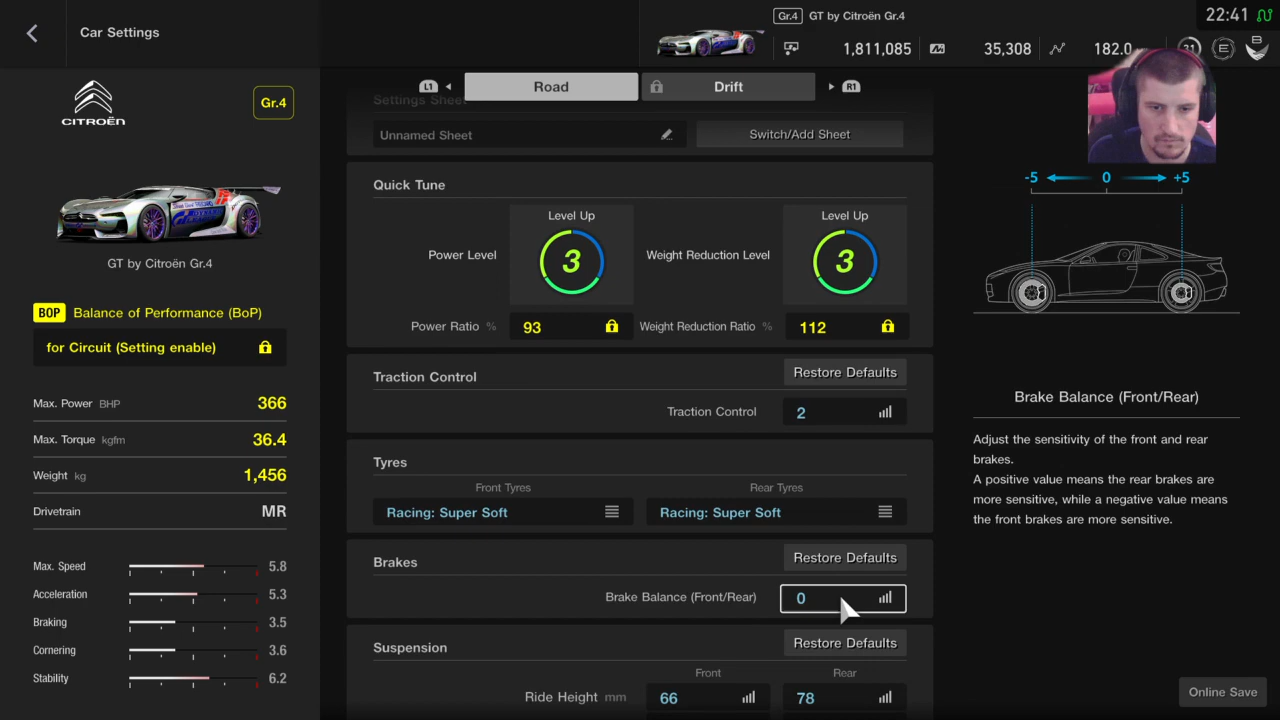 Car Settings
Gr.4 GT by Citroën Gr.4
22:41
1,811,085
35,308
182.0
E
B
CITROËN
Gr.4
GT by Citroën Gr.4
BOP Balance of Performance (BoP)
for Circuit (Setting enable)
Max. Power BHP 366
Max. Torque kgfm 36.4
Weight kg 1,456
Drivetrain MR
Max. Speed 5.8
Acceleration 5.3
Braking 3.5
Cornering 3.6
Stability 6.2
L1 Road Drift R1
Settings Sheet
Unnamed Sheet Switch/Add Sheet
Quick Tune
Level Up Level Up
Power Level 3 Weight Reduction Level 3
Power Ratio % 93 Weight Reduction Ratio % 112
Traction Control Restore Defaults
Traction Control 2
Tyres
Front Tyres Rear Tyres
Racing: Super Soft Racing: Super Soft
Brakes Restore Defaults
Brake Balance (Front/Rear) 0
Suspension Restore Defaults
Front Rear
Ride Height mm 66 78
-5 0 +5
Brake Balance (Front/Rear)
Adjust the sensitivity of the front and rear
brakes.
A positive value means the rear brakes are
more sensitive, while a negative value means
the front brakes are more sensitive.
Online Save